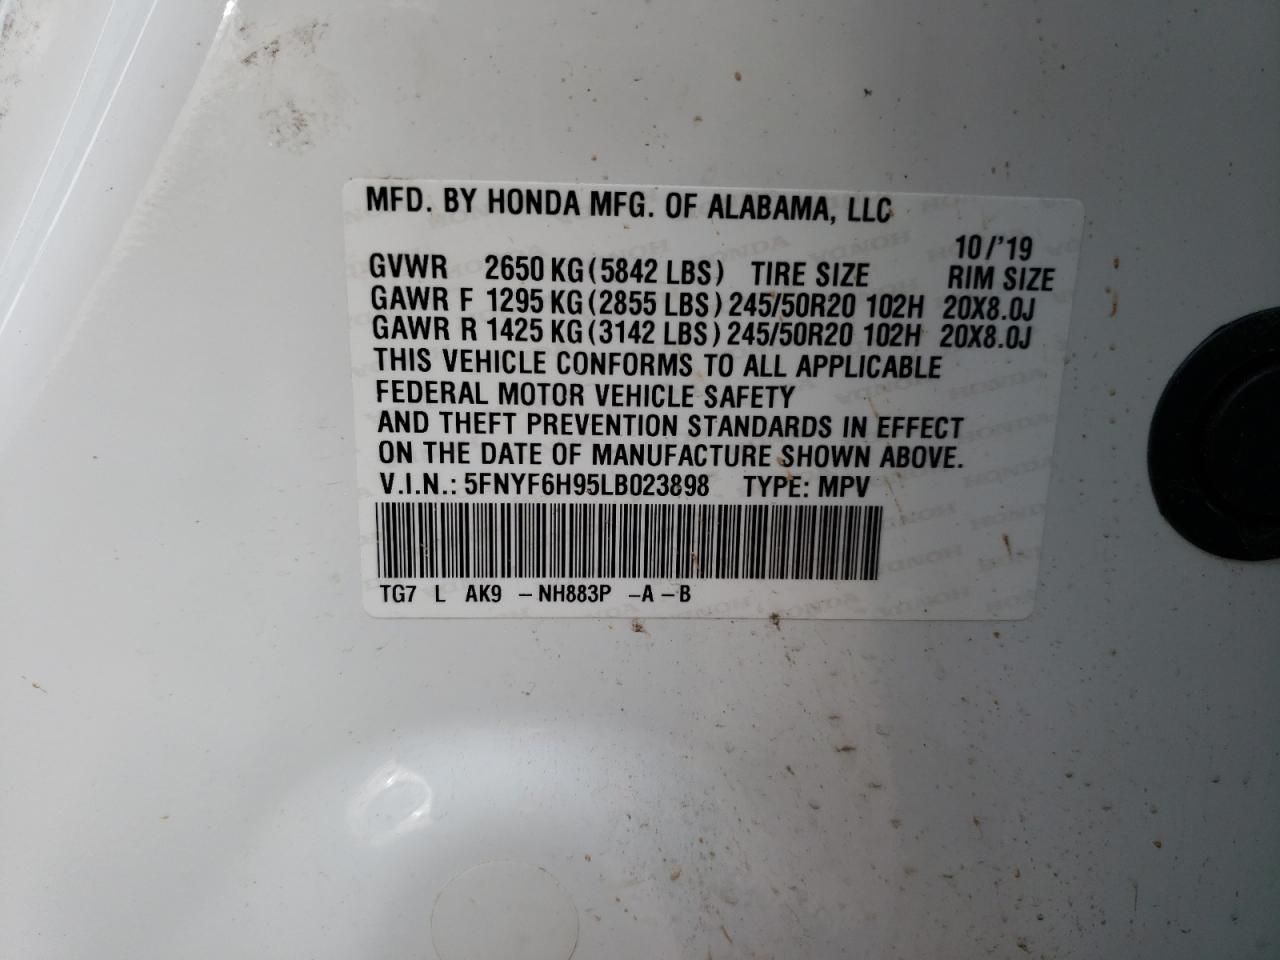 MFD. BY HONDA MFG. OF ALABAMA, LLC
10/'19
GVWR 2650 KG (5842 LBS) TIRE SIZE RIM SIZE
GAWR F 1295 KG (2855 LBS) 245/50R20 102H 20X8.0J
GAWR R 1425 KG (3142 LBS) 245/50R20 102H 20X8.0J
THIS VEHICLE CONFORMS TO ALL APPLICABLE
FEDERAL MOTOR VEHICLE SAFETY
AND THEFT PREVENTION STANDARDS IN EFFECT
ON THE DATE OF MANUFACTURE SHOWN ABOVE.
V.I.N.: 5FNYF6H95LB023898 TYPE: MPV
TG7 L AK9 – NH883P – A – B